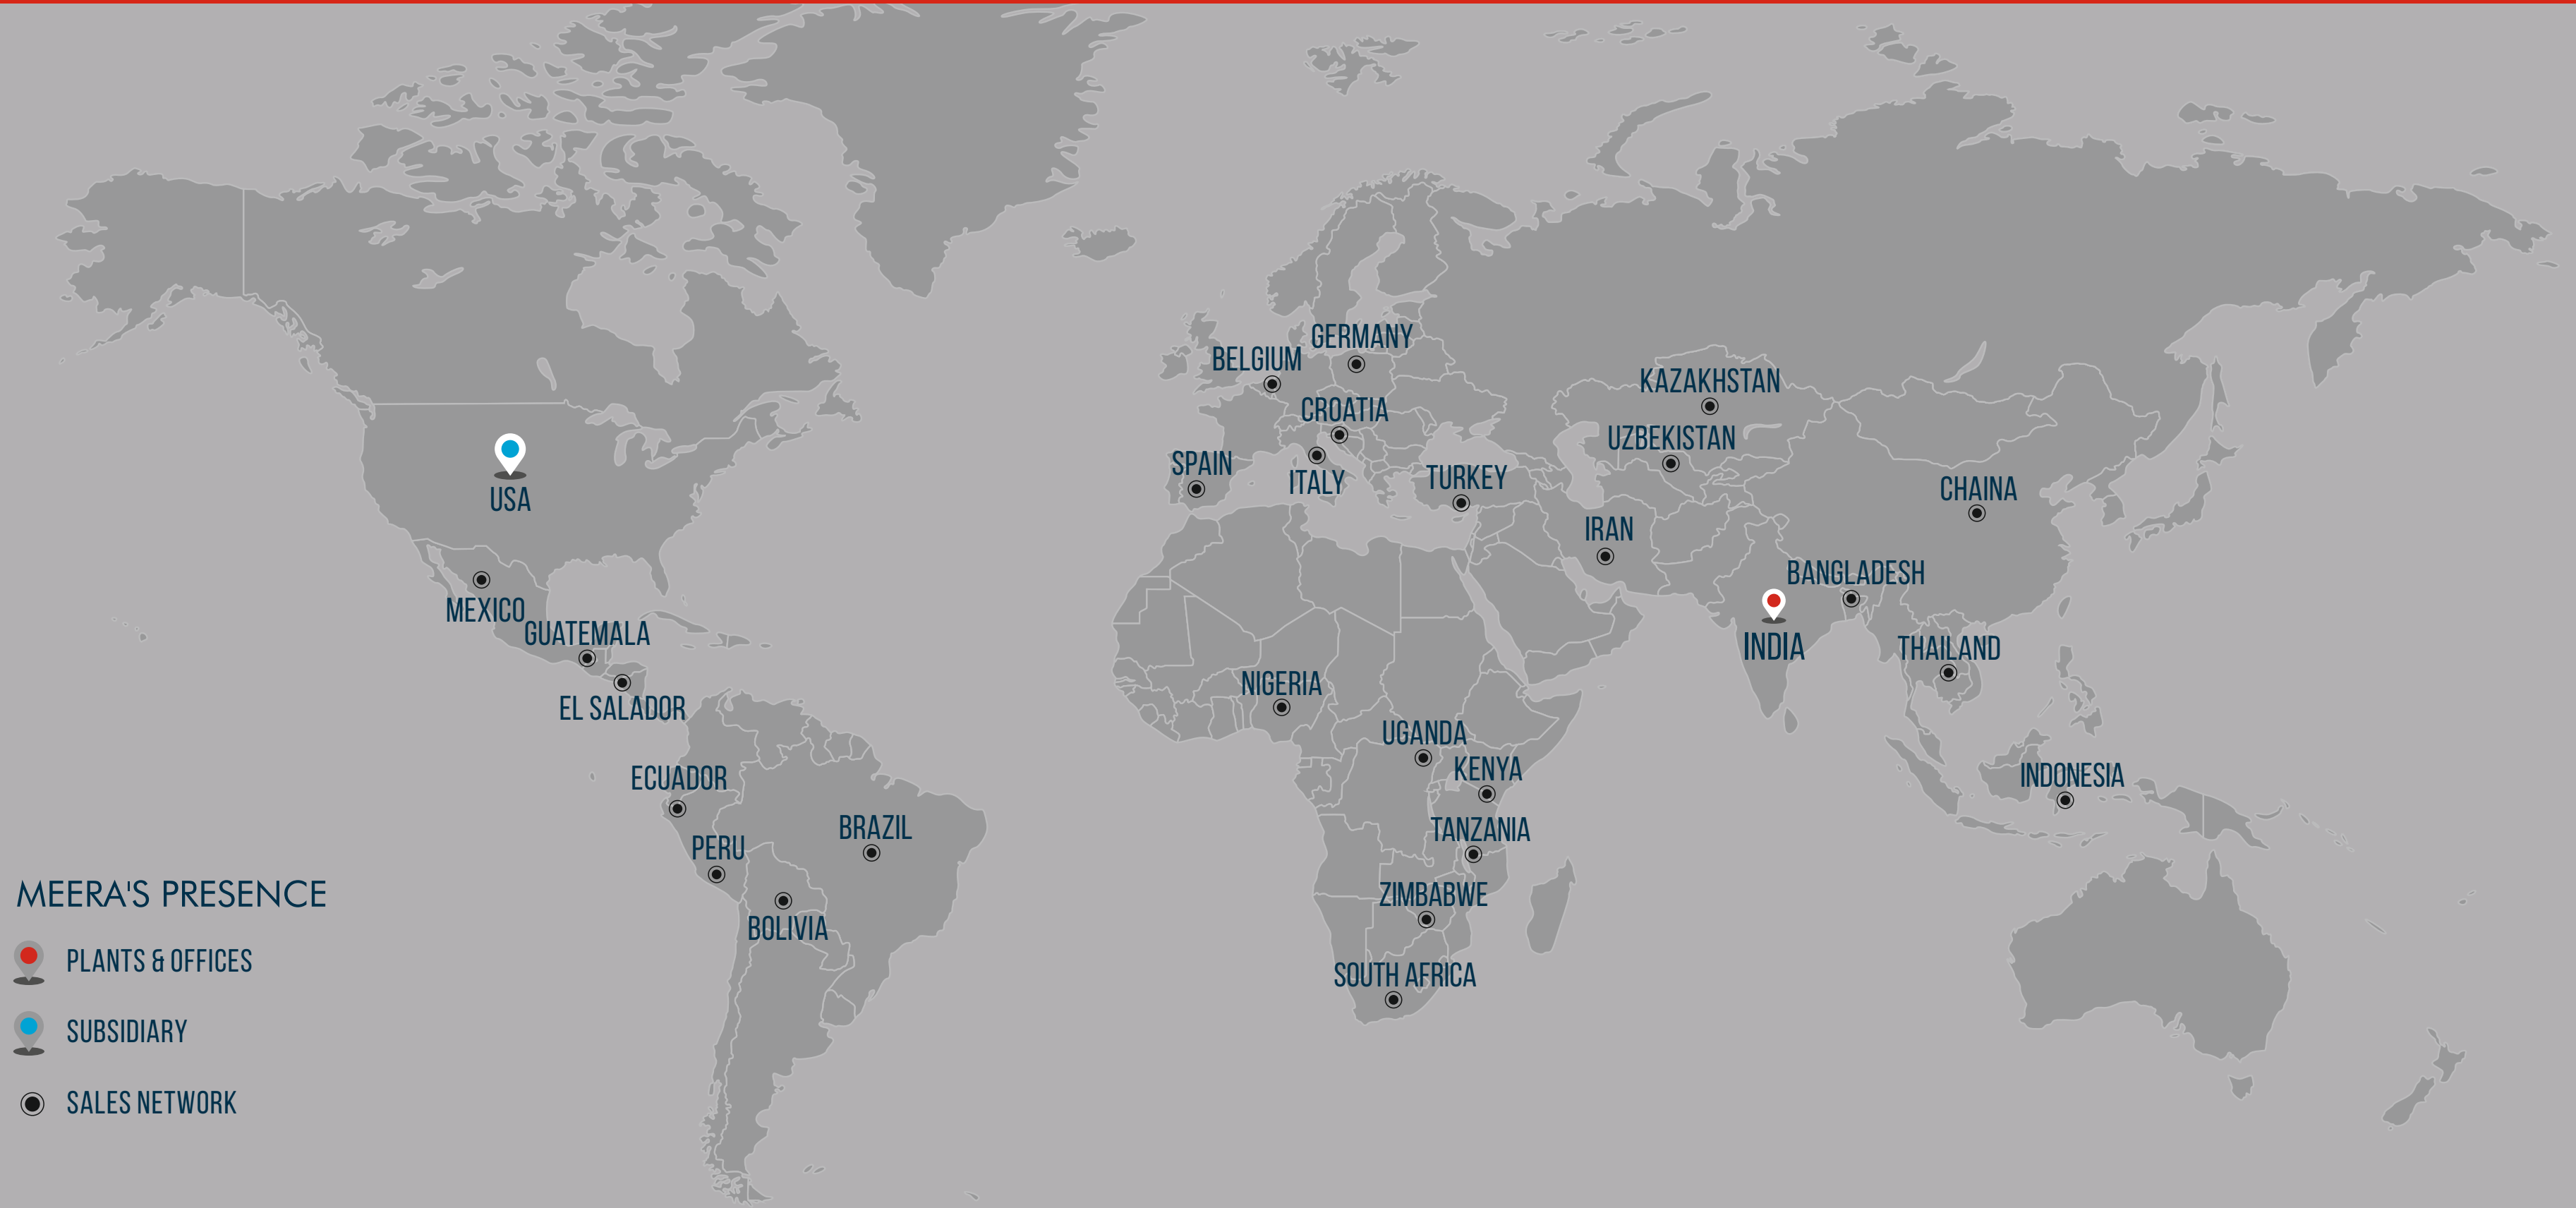 GERMANY
BELGIUM
KAZAKHSTAN
CROATIA
UZBEKISTAN
SPAIN
ITALY
TURKEY
CHAINA
USA
IRAN
BANGLADESH
MEXICO
GUATEMALA
INDIA
THAILAND
NIGERIA
EL SALADOR
UGANDA
KENYA
INDONESIA
ECUADOR
BRAZIL
TANZANIA
PERU
ZIMBABWE
BOLIVIA
SOUTH AFRICA
MEERA'S PRESENCE
PLANTS & OFFICES
SUBSIDIARY
SALES NETWORK